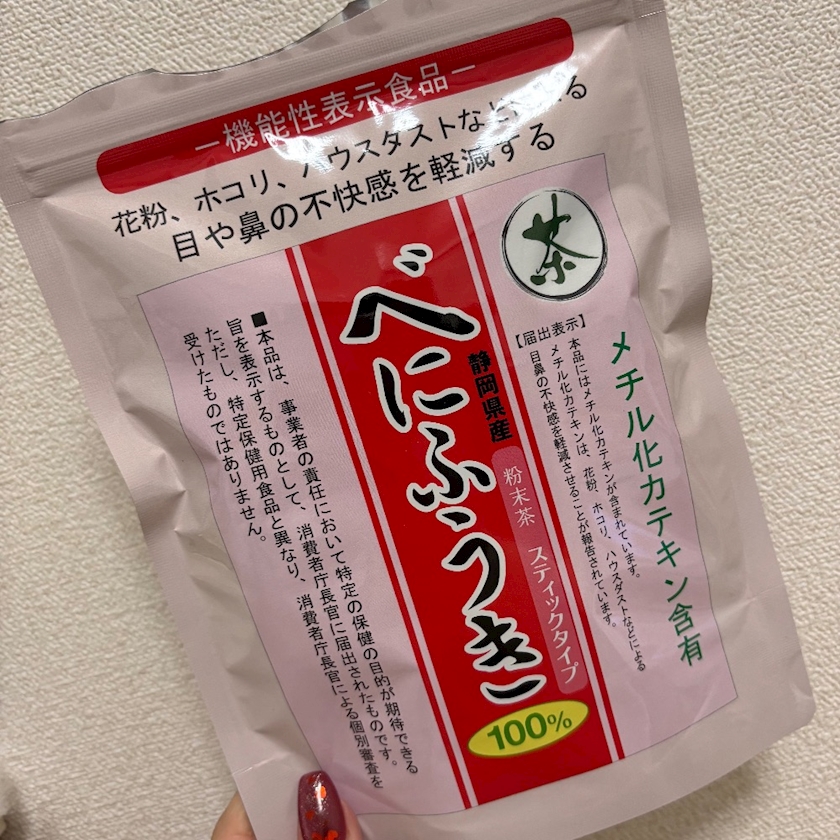 －機能性表示食品－
花粉、ホコリ、ハウスダストなどによる
目や鼻の不快感を軽減する
茶
メチル化カテキン含有
【届出表示】
本品にはメチル化カテキンが含まれています。
メチル化カテキンは、花粉、ホコリ、ハウスダストなどによる
目鼻の不快感を軽減させることが報告されています。
べにふうき
静岡県産
粉末茶 スティックタイプ
100%
■本品は、事業者の責任において特定の保健の目的が期待できる
旨を表示するものとして、消費者庁長官に届出されたものです。
ただし、特定保健用食品と異なり、消費者庁長官による個別審査を
受けたものではありません。